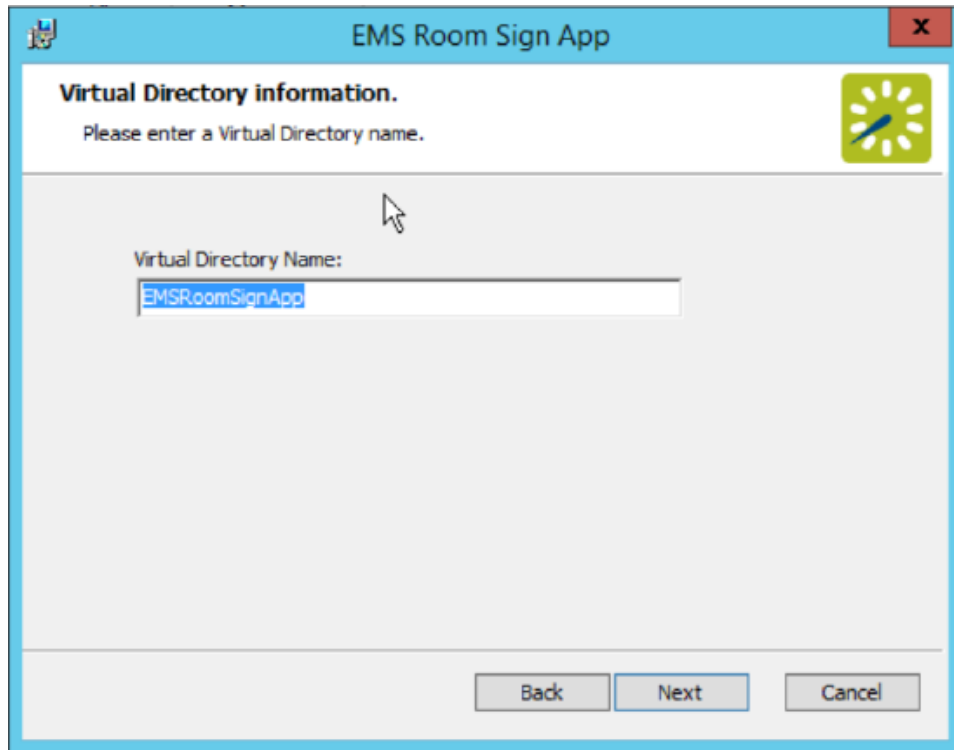 EMS Room Sign App
x
Virtual Directory information.
Please enter a Virtual Directory name.
Virtual Directory Name:
EMSRoomSignApp
Back
Next
Cancel